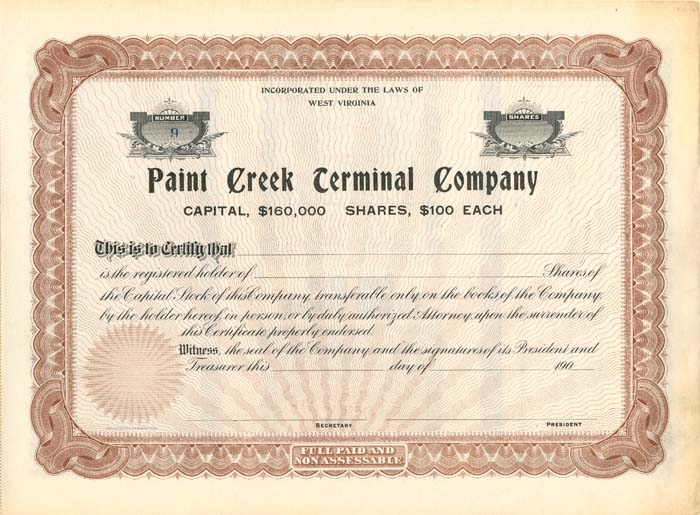 INCORPORATED UNDER THE LAWS OF
WEST VIRGINIA
NUMBER
9
SHARES
Paint Creek Terminal Company
CAPITAL, $160,000 SHARES, $100 EACH
This is to Certify that
is the registered holder of Shares of
the Capital Stock of this Company, transferable only on the books of the Company,
by the holder hereof, in person, or by duly authorized Attorney, upon the surrender of
this Certificate properly endorsed.
Witness, the seal of the Company and the signatures of its President and
Treasurer this day of 190
SECRETARY PRESIDENT
FULL PAID AND
NON ASSESSABLE